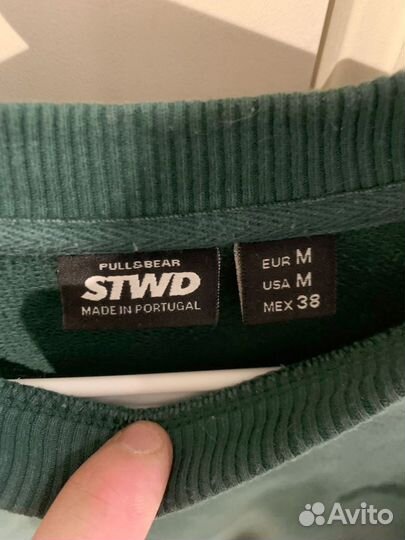 PULL&BEAR
STWD
MADE IN PORTUGAL
EUR M
USA M
MEX 38
Avito